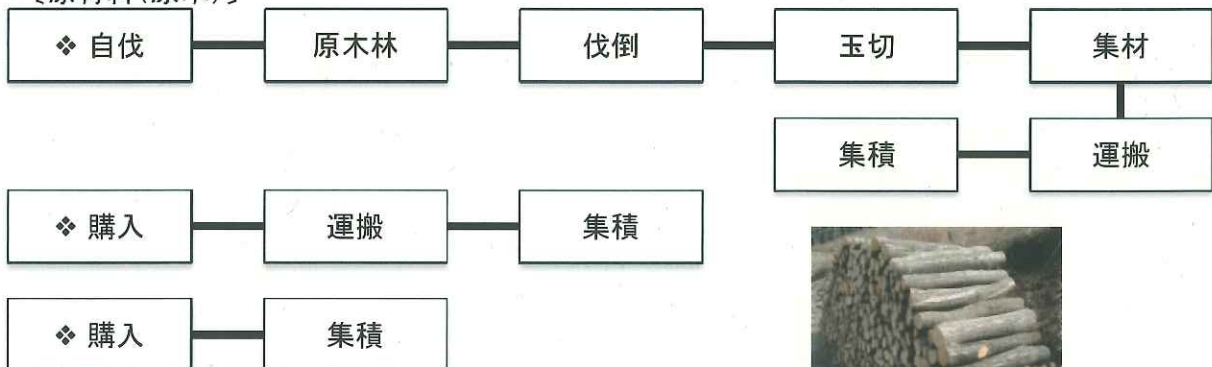 ❖ 自伐 原木林 伐倒 玉切 集材
集積 運搬
❖ 購入 運搬 集積
❖ 購入 集積